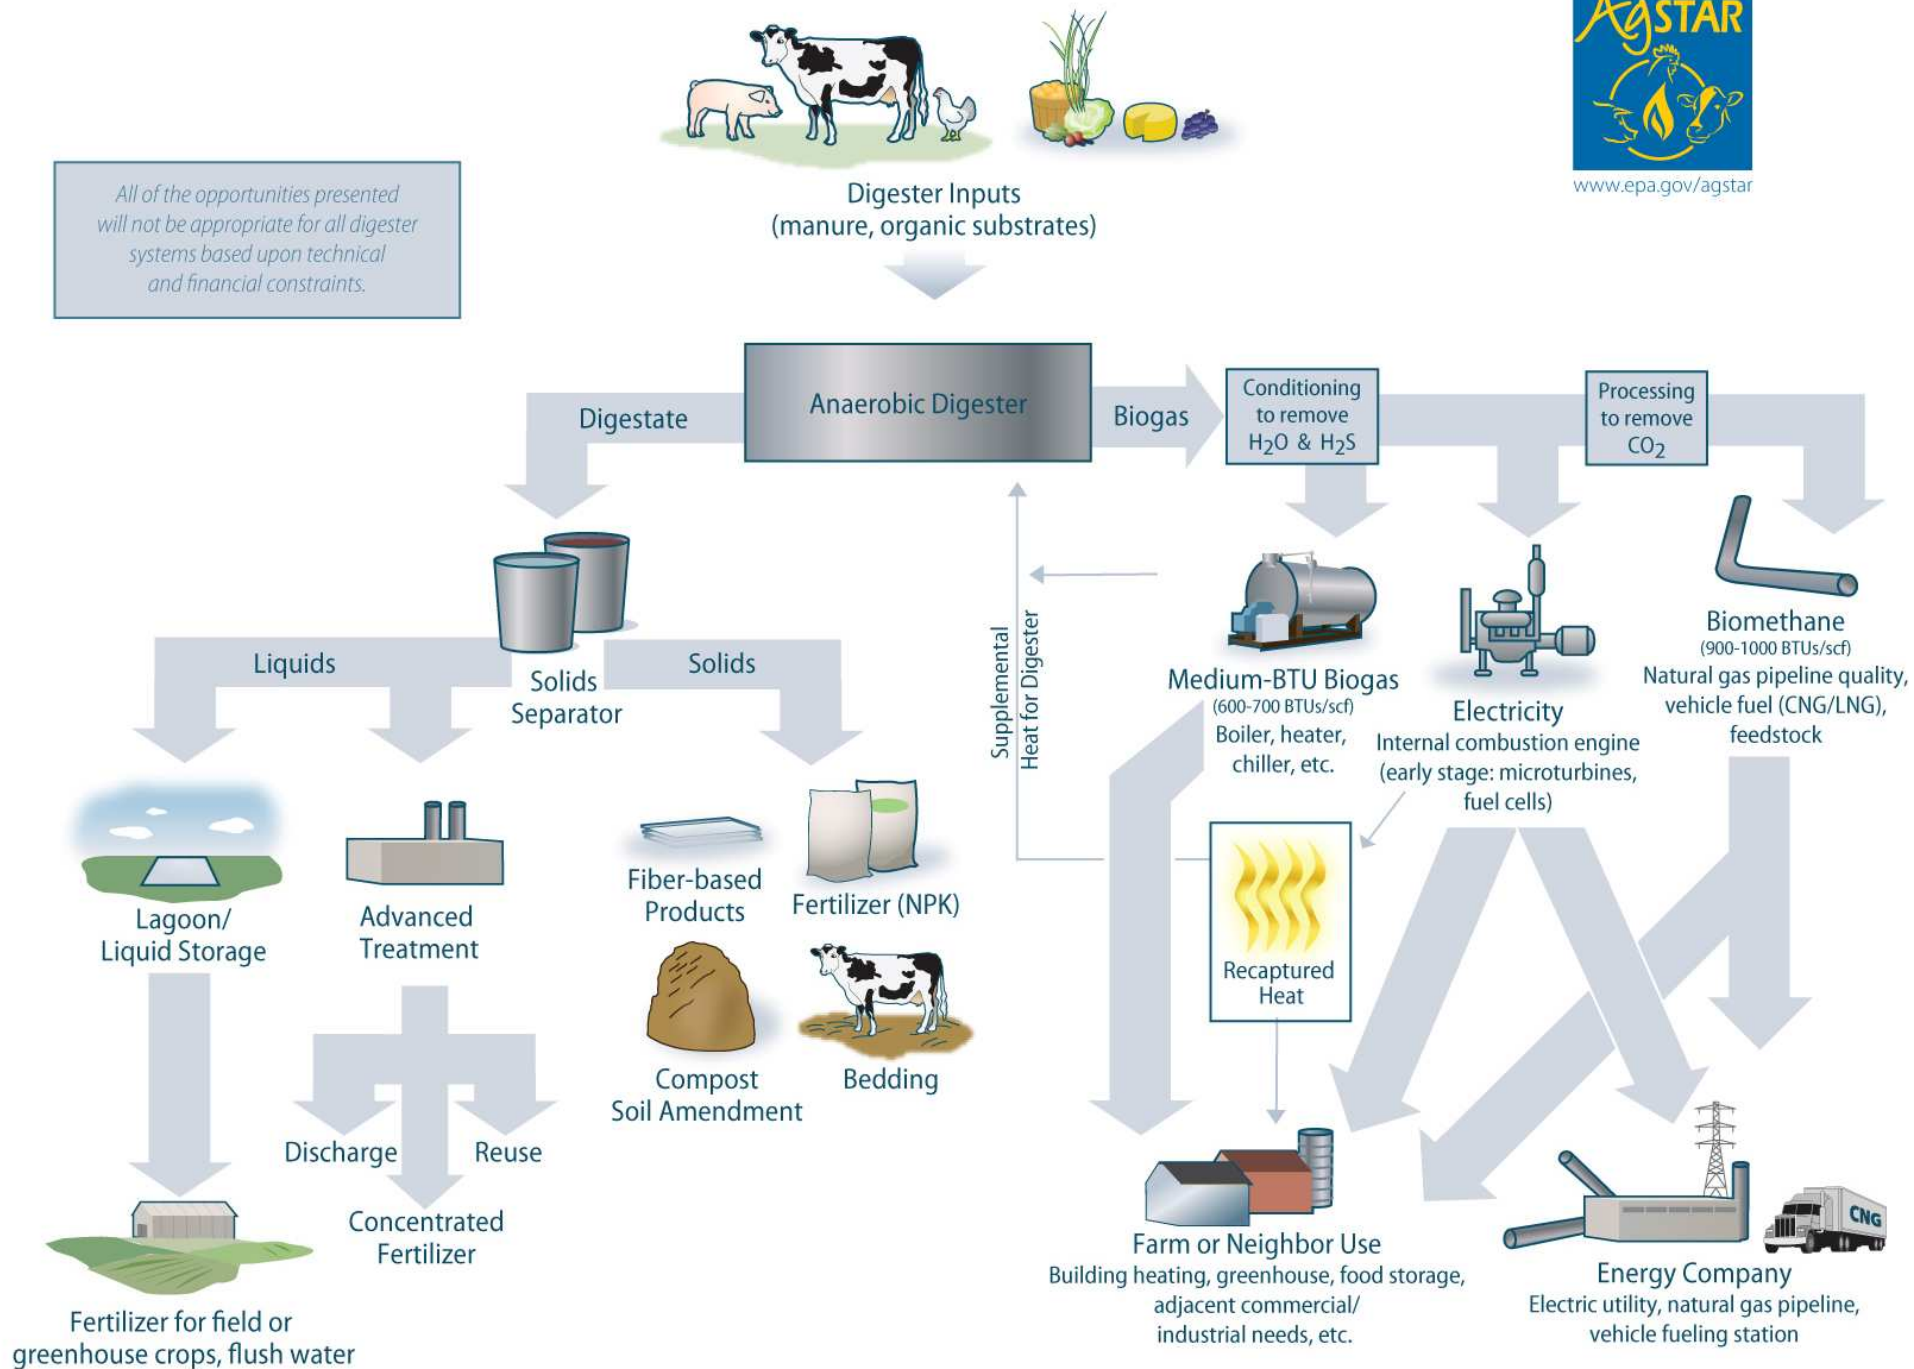 AgSTAR
www.epa.gov/agstar
All of the opportunities presented
will not be appropriate for all digester
systems based upon technical
and financial constraints.
Digester Inputs
(manure, organic substrates)
Anaerobic Digester
Digestate
Biogas
Conditioning
to remove
H2O & H2S
Processing
to remove
CO2
Liquids
Solids
Separator
Solids
Supplemental
Heat for Digester
Medium-BTU Biogas
(600-700 BTUs/scf)
Boiler, heater,
chiller, etc.
Electricity
Internal combustion engine
(early stage: microturbines,
fuel cells)
Biomethane
(900-1000 BTUs/scf)
Natural gas pipeline quality,
vehicle fuel (CNG/LNG),
feedstock
Lagoon/
Liquid Storage
Advanced
Treatment
Fiber-based
Products
Fertilizer (NPK)
Compost
Soil Amendment
Bedding
Recaptured
Heat
Discharge
Reuse
Concentrated
Fertilizer
Fertilizer for field or
greenhouse crops, flush water
Farm or Neighbor Use
Building heating, greenhouse, food storage,
adjacent commercial/
industrial needs, etc.
CNG
Energy Company
Electric utility, natural gas pipeline,
vehicle fueling station